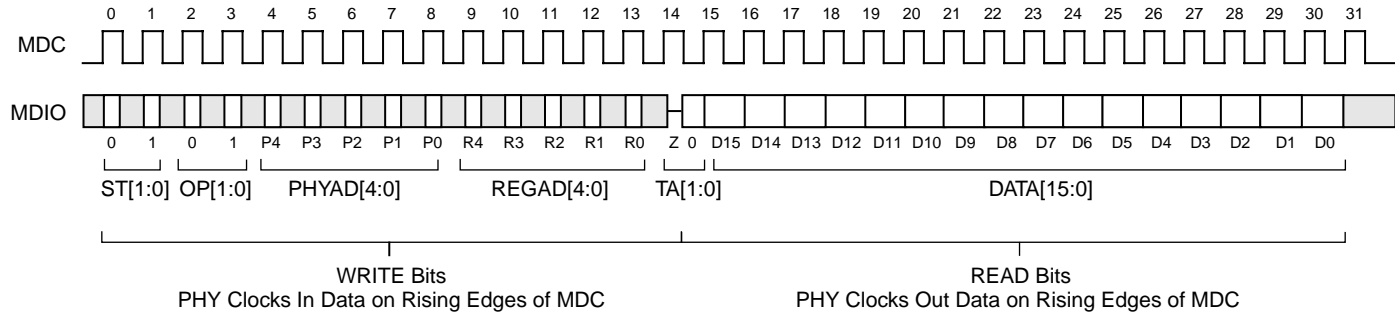 0 1 2 3 4 5 6 7 8 9 10 11 12 13 14 15 16 17 18 19 20 21 22 23 24 25 26 27 28 29 30 31
MDC
MDIO
0 1 0 1 P4 P3 P2 P1 P0 R4 R3 R2 R1 R0 Z 0 D15 D14 D13 D12 D11 D10 D9 D8 D7 D6 D5 D4 D3 D2 D1 D0
ST[1:0] OP[1:0] PHYAD[4:0] REGAD[4:0] TA[1:0] DATA[15:0]
WRITE Bits
PHY Clocks In Data on Rising Edges of MDC
READ Bits
PHY Clocks Out Data on Rising Edges of MDC